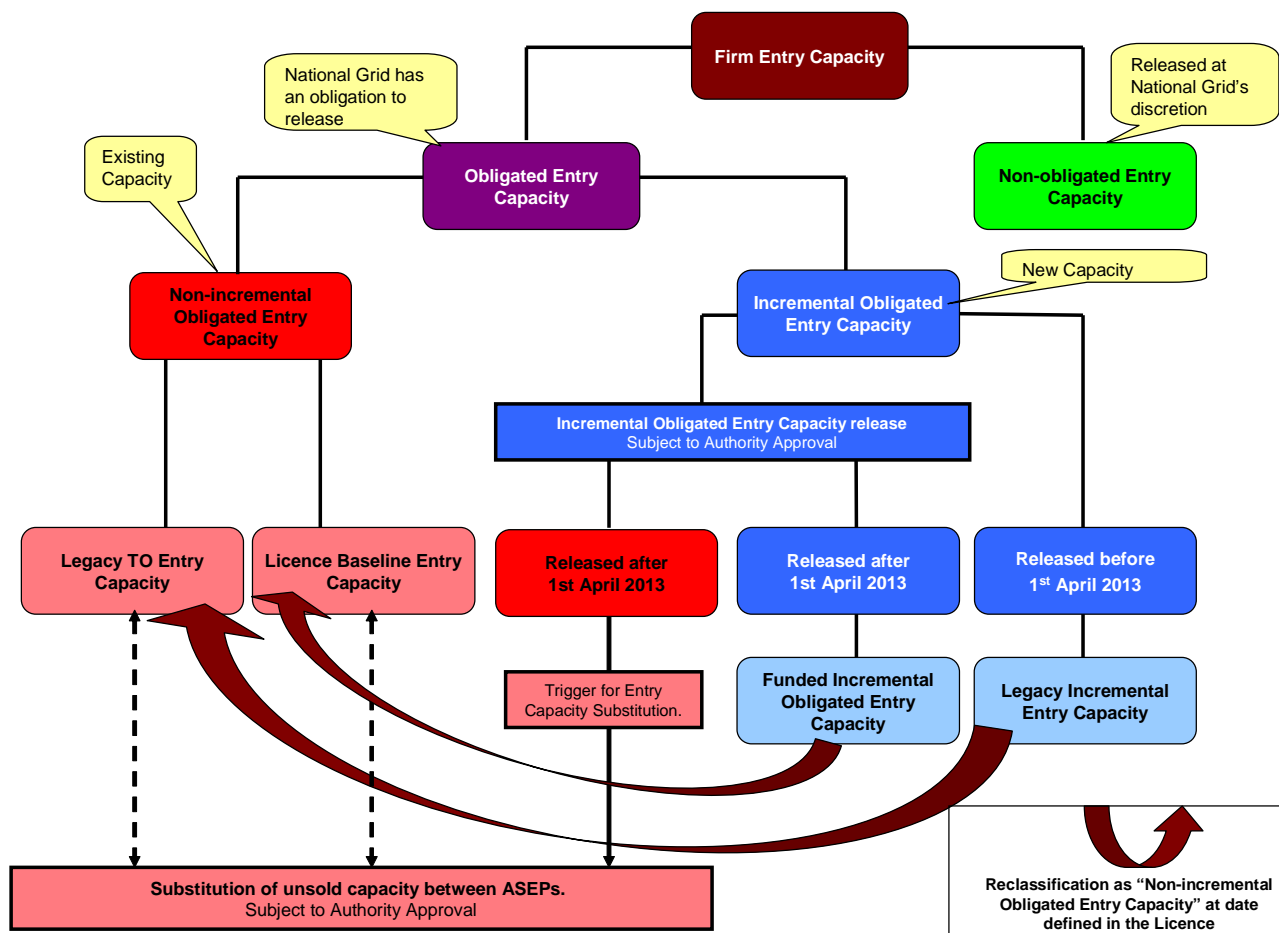 Firm Entry Capacity
National Grid has
an obligation to
release
Released at
National Grid's
discretion
Existing
Capacity
Obligated Entry
Capacity
Non-obligated Entry
Capacity
New Capacity
Non-incremental
Obligated Entry
Capacity
Incremental Obligated
Entry Capacity
Incremental Obligated Entry Capacity release
Subject to Authority Approval
Legacy TO Entry
Capacity
Licence Baseline Entry
Capacity
Released after
1st April 2013
Released after
1st April 2013
Released before
1st April 2013
Trigger for Entry
Capacity Substitution.
Funded Incremental
Obligated Entry
Capacity
Legacy Incremental
Entry Capacity
Substitution of unsold capacity between ASEPs.
Subject to Authority Approval
Reclassification as “Non-incremental
Obligated Entry Capacity” at date
defined in the Licence